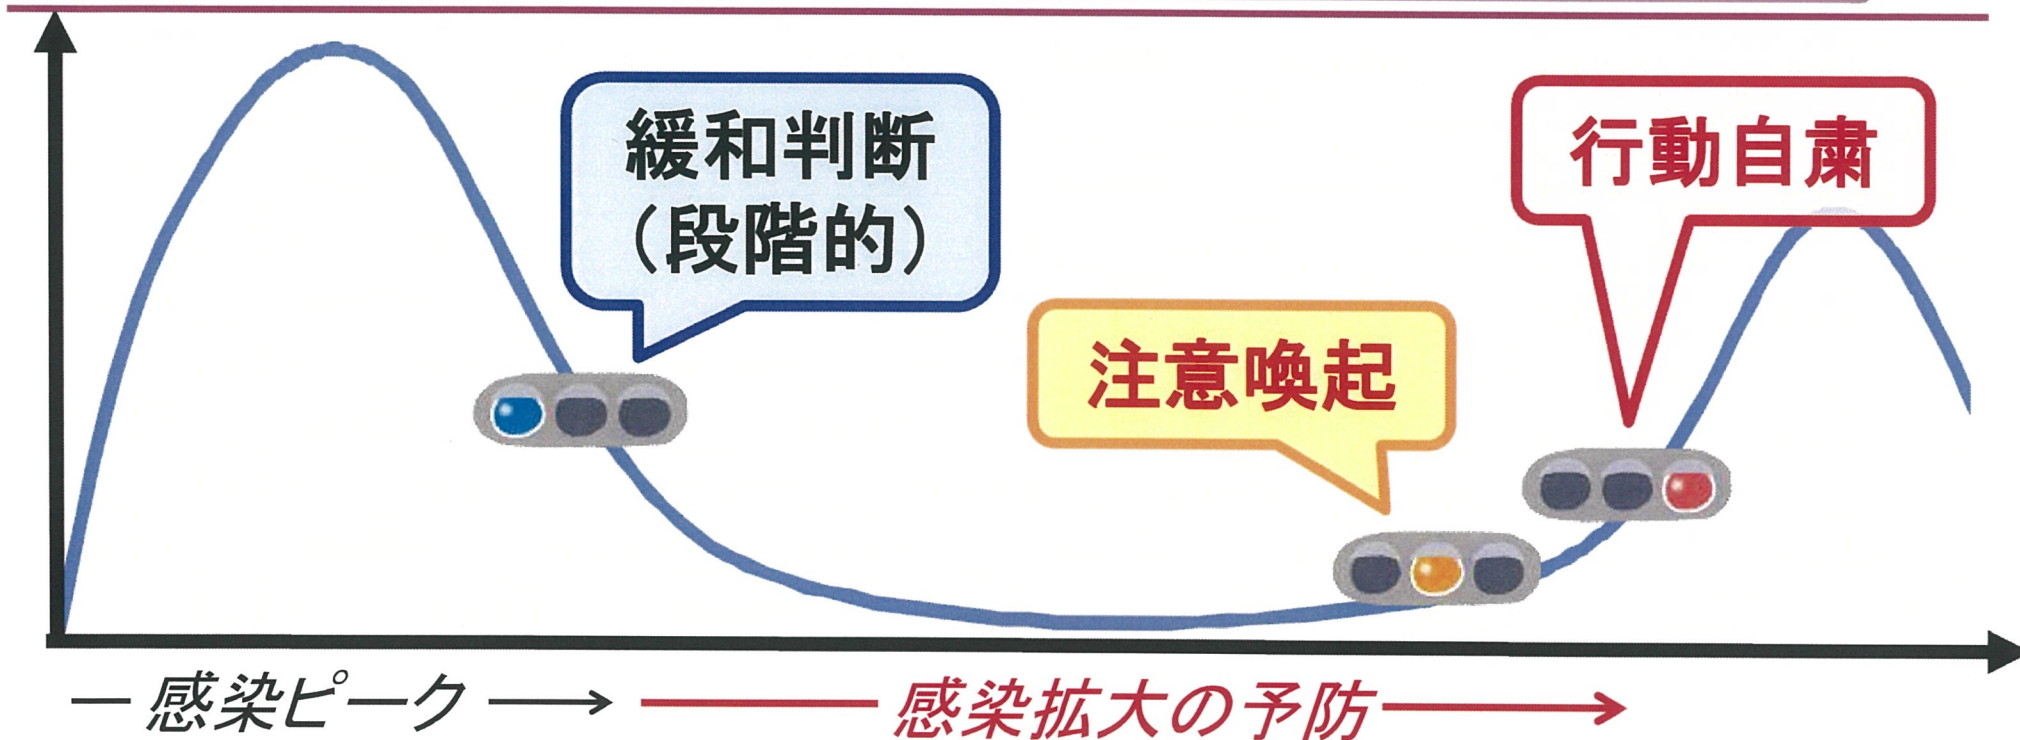 緩和判断
(段階的)
行動自粛
注意喚起
感染ピーク
感染拡大の予防